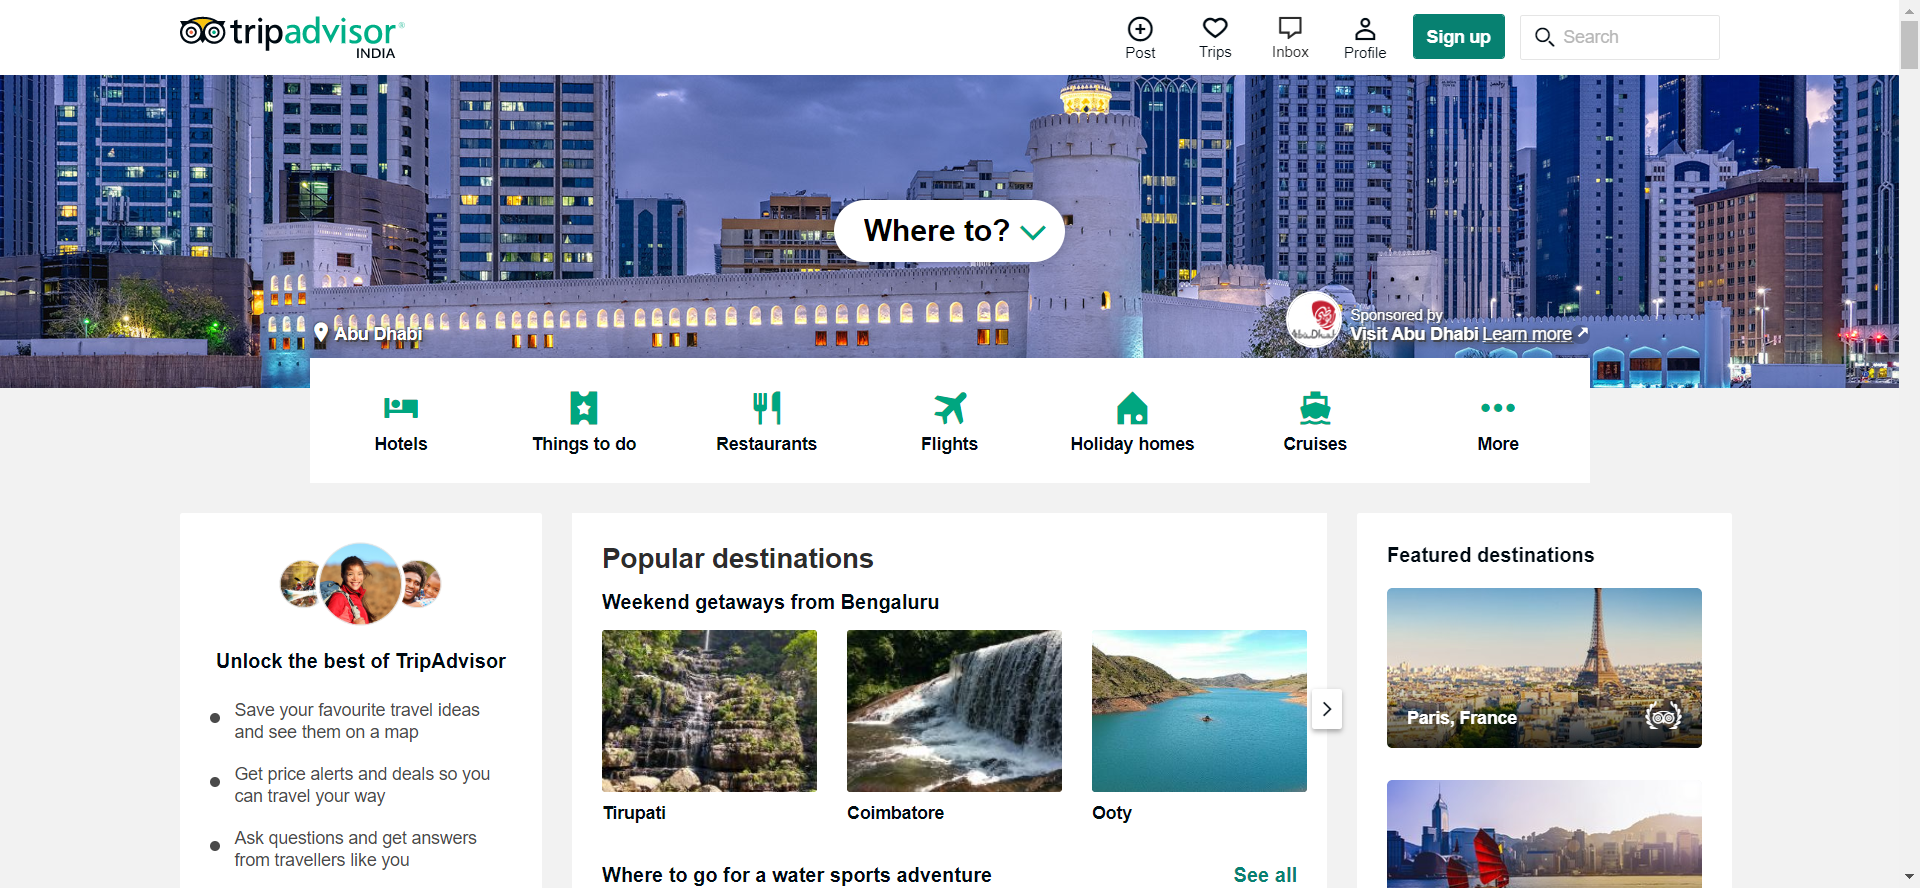 tripadvisor®
INDIA
Post
Trips
Inbox
Profile
Sign up
Search
Where to?
Abu Dhabi
Sponsored by
Visit Abu Dhabi Learn more
Hotels
Things to do
Restaurants
Flights
Holiday homes
Cruises
More
Unlock the best of TripAdvisor
Save your favourite travel ideas
and see them on a map
Get price alerts and deals so you
can travel your way
Ask questions and get answers
from travellers like you
Popular destinations
Weekend getaways from Bengaluru
Tirupati
Coimbatore
Ooty
Where to go for a water sports adventure
See all
Featured destinations
Paris, France